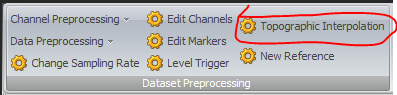 Channel Preprocessing
Edit Channels
Topographic Interpolation
Data Preprocessing
Edit Markers
Change Sampling Rate
Level Trigger
New Reference
Dataset Preprocessing